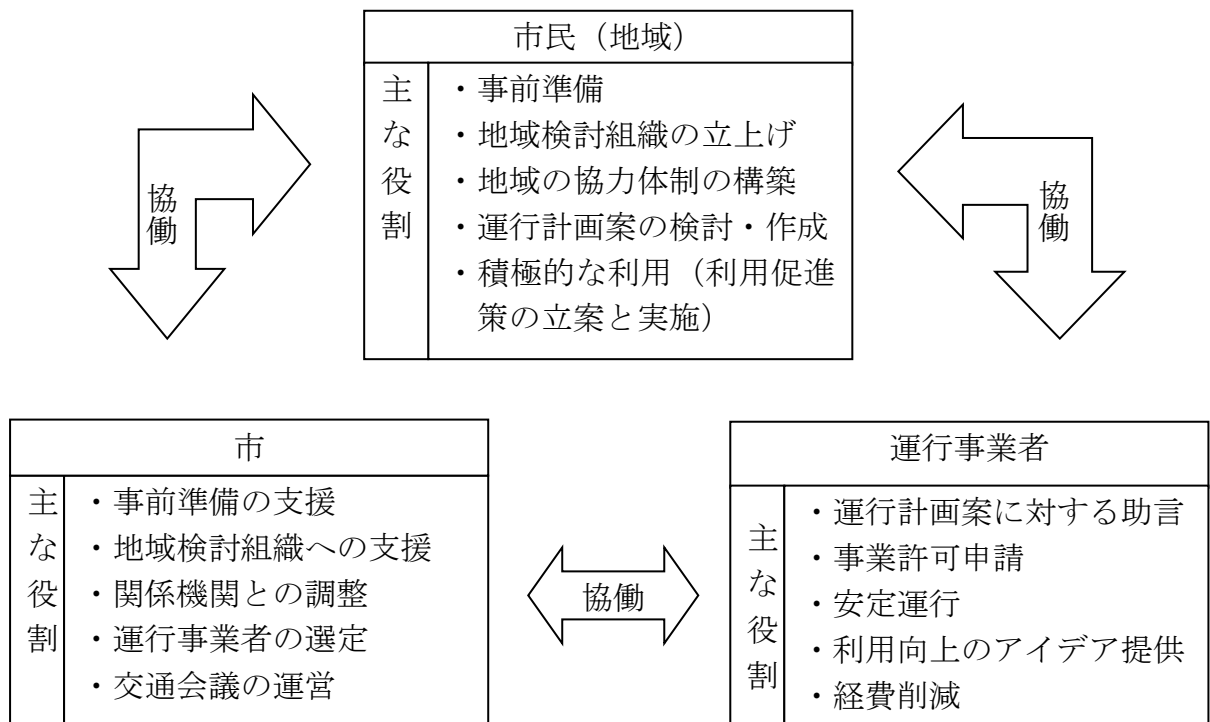 市民（地域）
主な役割
・事前準備
・地域検討組織の立上げ
・地域の協力体制の構築
・運行計画案の検討・作成
・積極的な利用（利用促進
策の立案と実施）
協働
協働
市
主な役割
・事前準備の支援
・地域検討組織への支援
・関係機関との調整
・運行事業者の選定
・交通会議の運営
協働
運行事業者
主な役割
・運行計画案に対する助言
・事業許可申請
・安定運行
・利用向上のアイデア提供
・経費削減